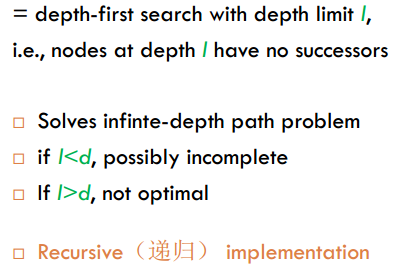 = depth-first search with depth limit l,
i.e., nodes at depth l have no successors
□ Solves infinte-depth path problem
□ if l<d, possibly incomplete
□ If l>d, not optimal
□ Recursive（递归） implementation